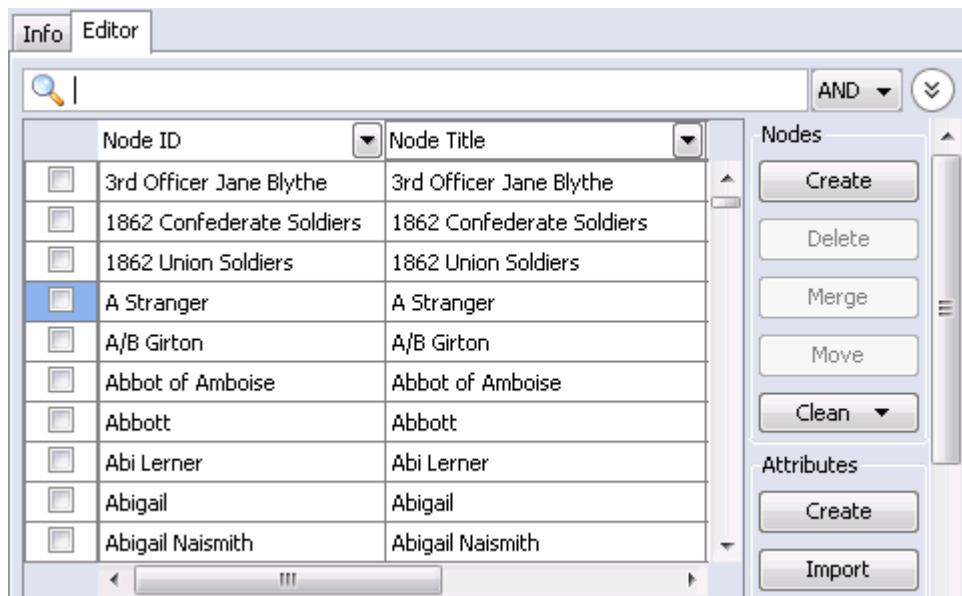 Info Editor
AND
Node ID Node Title Nodes
3rd Officer Jane Blythe 3rd Officer Jane Blythe Create
1862 Confederate Soldiers 1862 Confederate Soldiers Delete
1862 Union Soldiers 1862 Union Soldiers
A Stranger A Stranger Merge
A/B Girton A/B Girton Move
Abbot of Amboise Abbot of Amboise
Abbott Abbott Clean
Abi Lerner Abi Lerner Attributes
Abigail Abigail Create
Abigail Naismith Abigail Naismith
Import